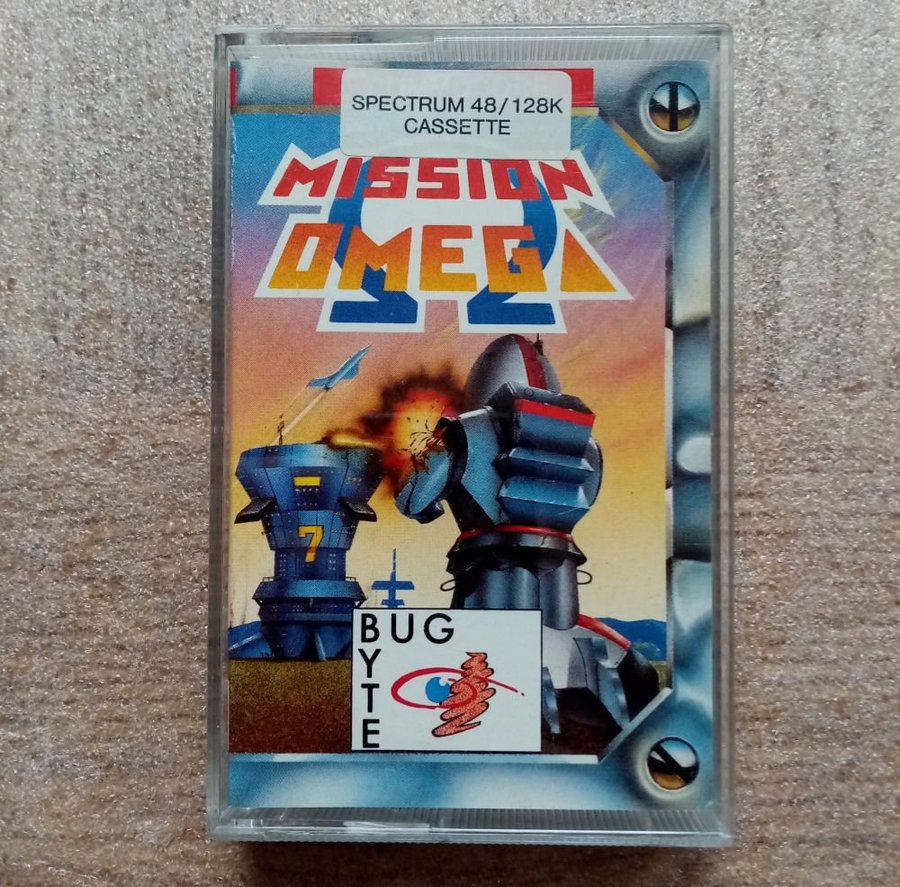 SPECTRUM 48/128K
CASSETTE
MISSION
OMEGA
7
BUG
BYTE